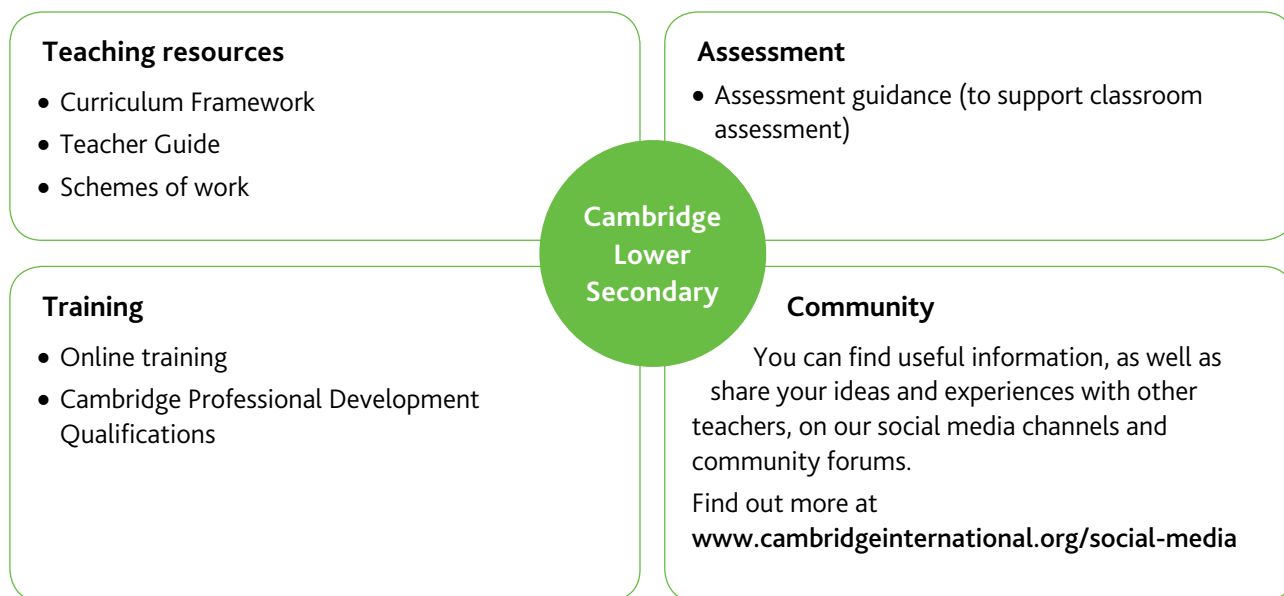 Teaching resources
• Curriculum Framework
• Teacher Guide
• Schemes of work
Assessment
• Assessment guidance (to support classroom
assessment)
Cambridge
Lower
Secondary
Training
• Online training
• Cambridge Professional Development
Qualifications
Community
You can find useful information, as well as
share your ideas and experiences with other
teachers, on our social media channels and
community forums.
Find out more at
www.cambridgeinternational.org/social-media